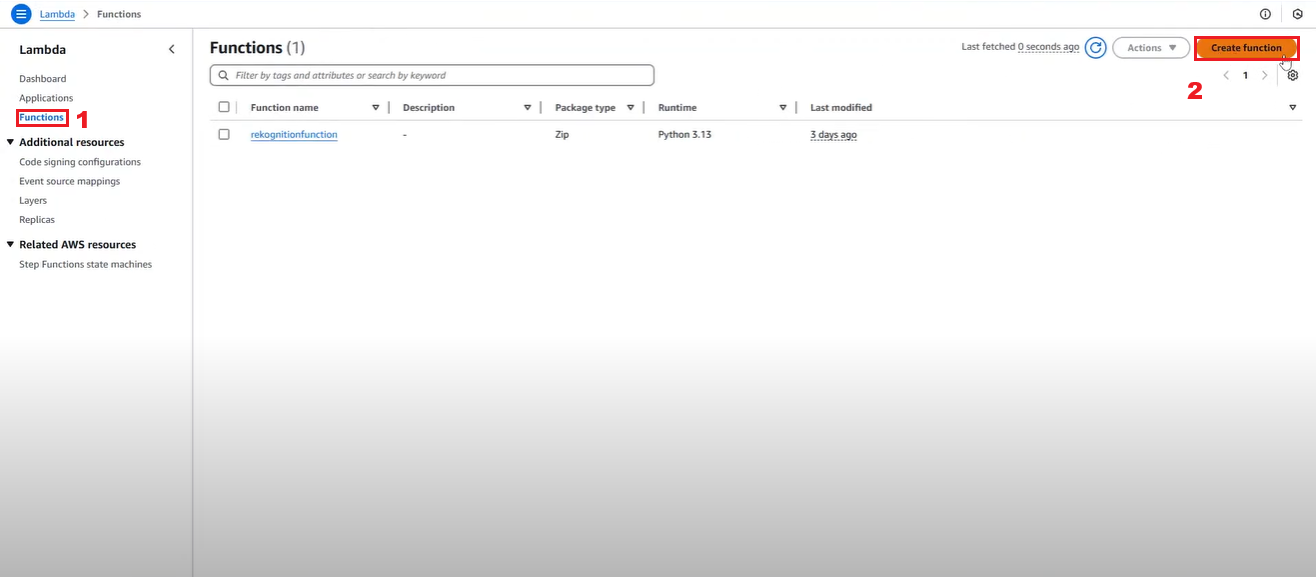 Lambda > Functions
Lambda
Dashboard
Applications
Functions 1
Additional resources
Code signing configurations
Event source mappings
Layers
Replicas
Related AWS resources
Step Functions state machines
Functions (1)
Last fetched 0 seconds ago Actions Create function
Filter by tags and attributes or search by keyword
1
2
Function name Description Package type Runtime Last modified
rekognitionfunction - Zip Python 3.13 3 days ago